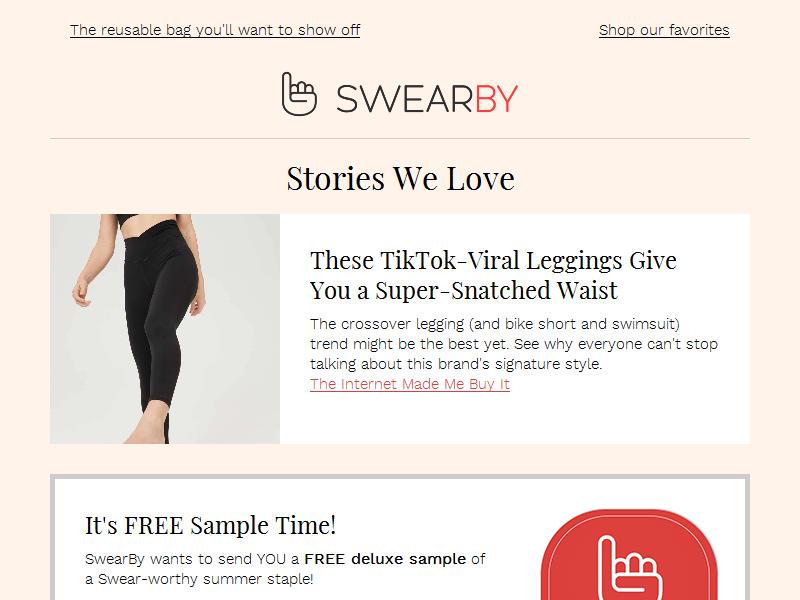 The reusable bag you'll want to show off
Shop our favorites
SWEARBY
Stories We Love
These TikTok-Viral Leggings Give
You a Super-Snatched Waist
The crossover legging (and bike short and swimsuit)
trend might be the best yet. See why everyone can't stop
talking about this brand's signature style.
The Internet Made Me Buy It
It's FREE Sample Time!
SwearBy wants to send YOU a FREE deluxe sample of
a Swear-worthy summer staple!